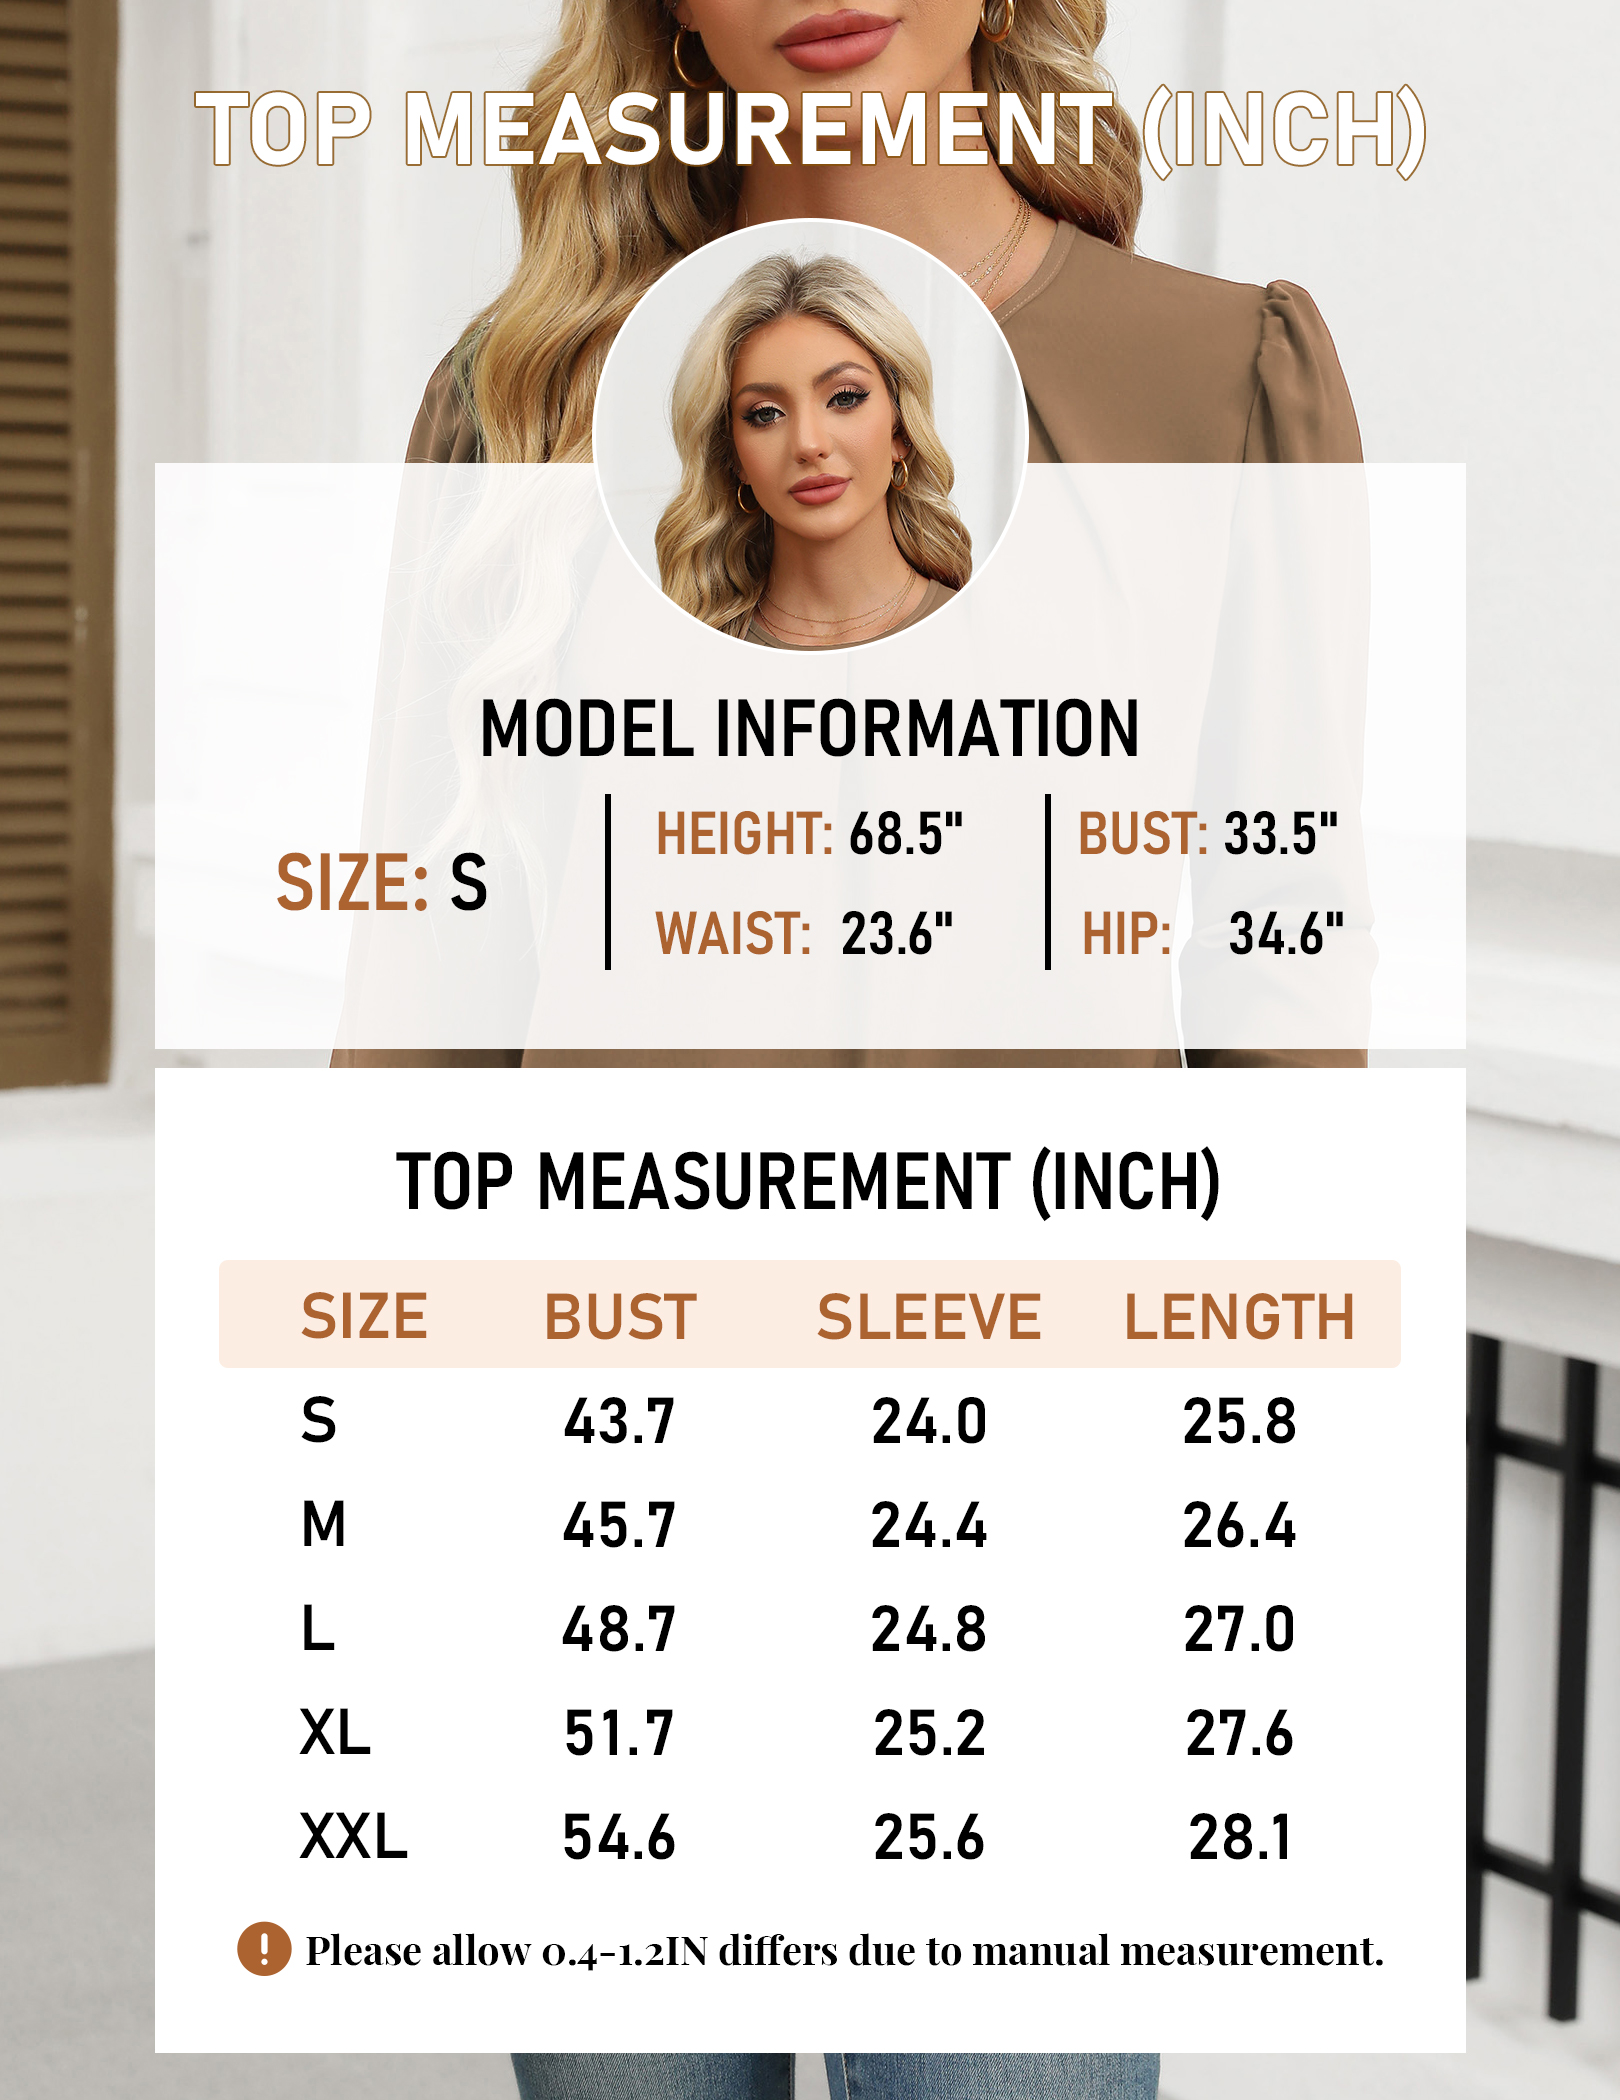 TOP MEASUREMENT (INCH)
MODEL INFORMATION
SIZE: S
HEIGHT: 68.5"
WAIST: 23.6"
BUST: 33.5"
HIP: 34.6"
TOP MEASUREMENT (INCH)
SIZE BUST SLEEVE LENGTH
S 43.7 24.0 25.8
M 45.7 24.4 26.4
L 48.7 24.8 27.0
XL 51.7 25.2 27.6
XXL 54.6 25.6 28.1
! Please allow 0.4-1.2IN differs due to manual measurement.